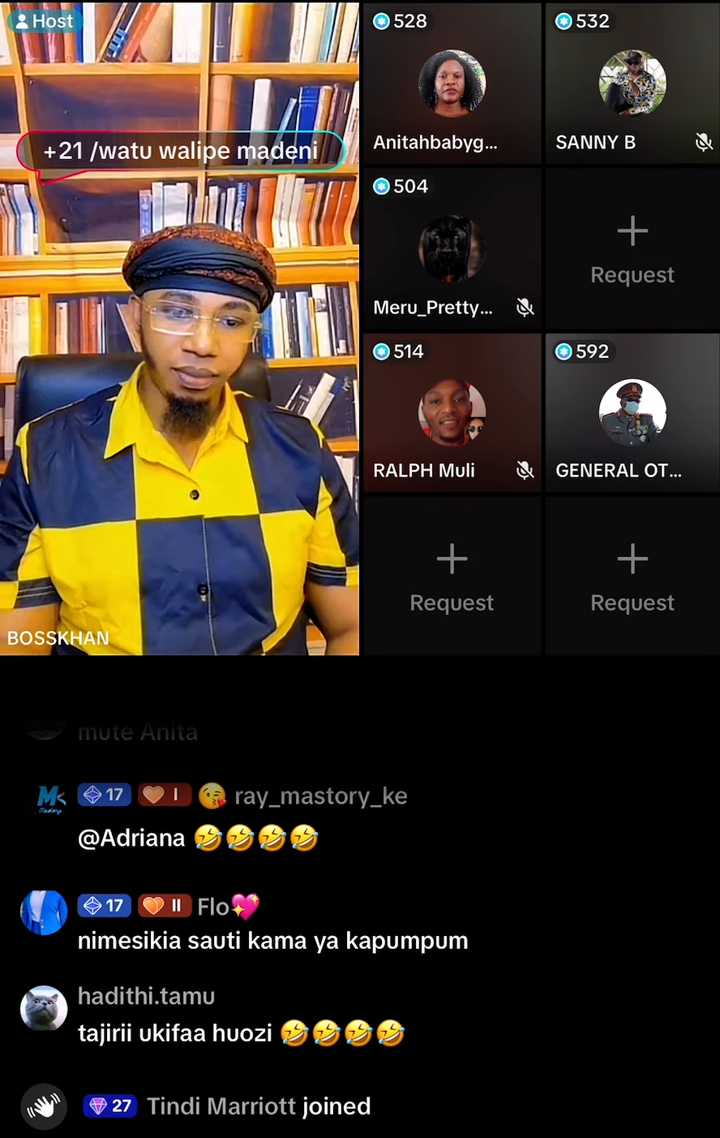 Host
+21 /watu walipe madeni
BOSSKHAN
528
Anitahbabyg...
532
SANNY B
504
Meru_Pretty...
Request
514
RALPH Muli
592
GENERAL OT...
Request
Request
mute Anita
17 I 😘 ray_mastory_ke
@Adriana 🤣🤣🤣🤣
17 II Flo💖
nimesikia sauti kama ya kapumpum
hadithi.tamu
tajirii ukifaa huozi 🤣🤣🤣🤣
27 Tindi Marriott joined